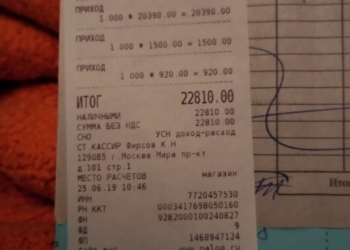 ПРИХОД
1.000 * 20390.00 = 20390.00
ПРИХОД
1.000 * 1500.00 = 1500.00
ПРИХОД
1.000 * 920.00 = 920.00
ИТОГ 22810.00
НАЛИЧНЫМИ 22810.00
СУММА БЕЗ НДС 22810.00
СНО УСН доход-расход
СТ.КАССИР Фирсов К.Н
129085 г.Москва Мира пр-кт
д.101 стр.1
МЕСТО РАСЧЕТОВ магазин
25.06.19 10:46
ИНН 7720457530
РН ККТ 0003417698050160
ФН 9282000100240827
ФД 9
ФП 1468947124
Ито